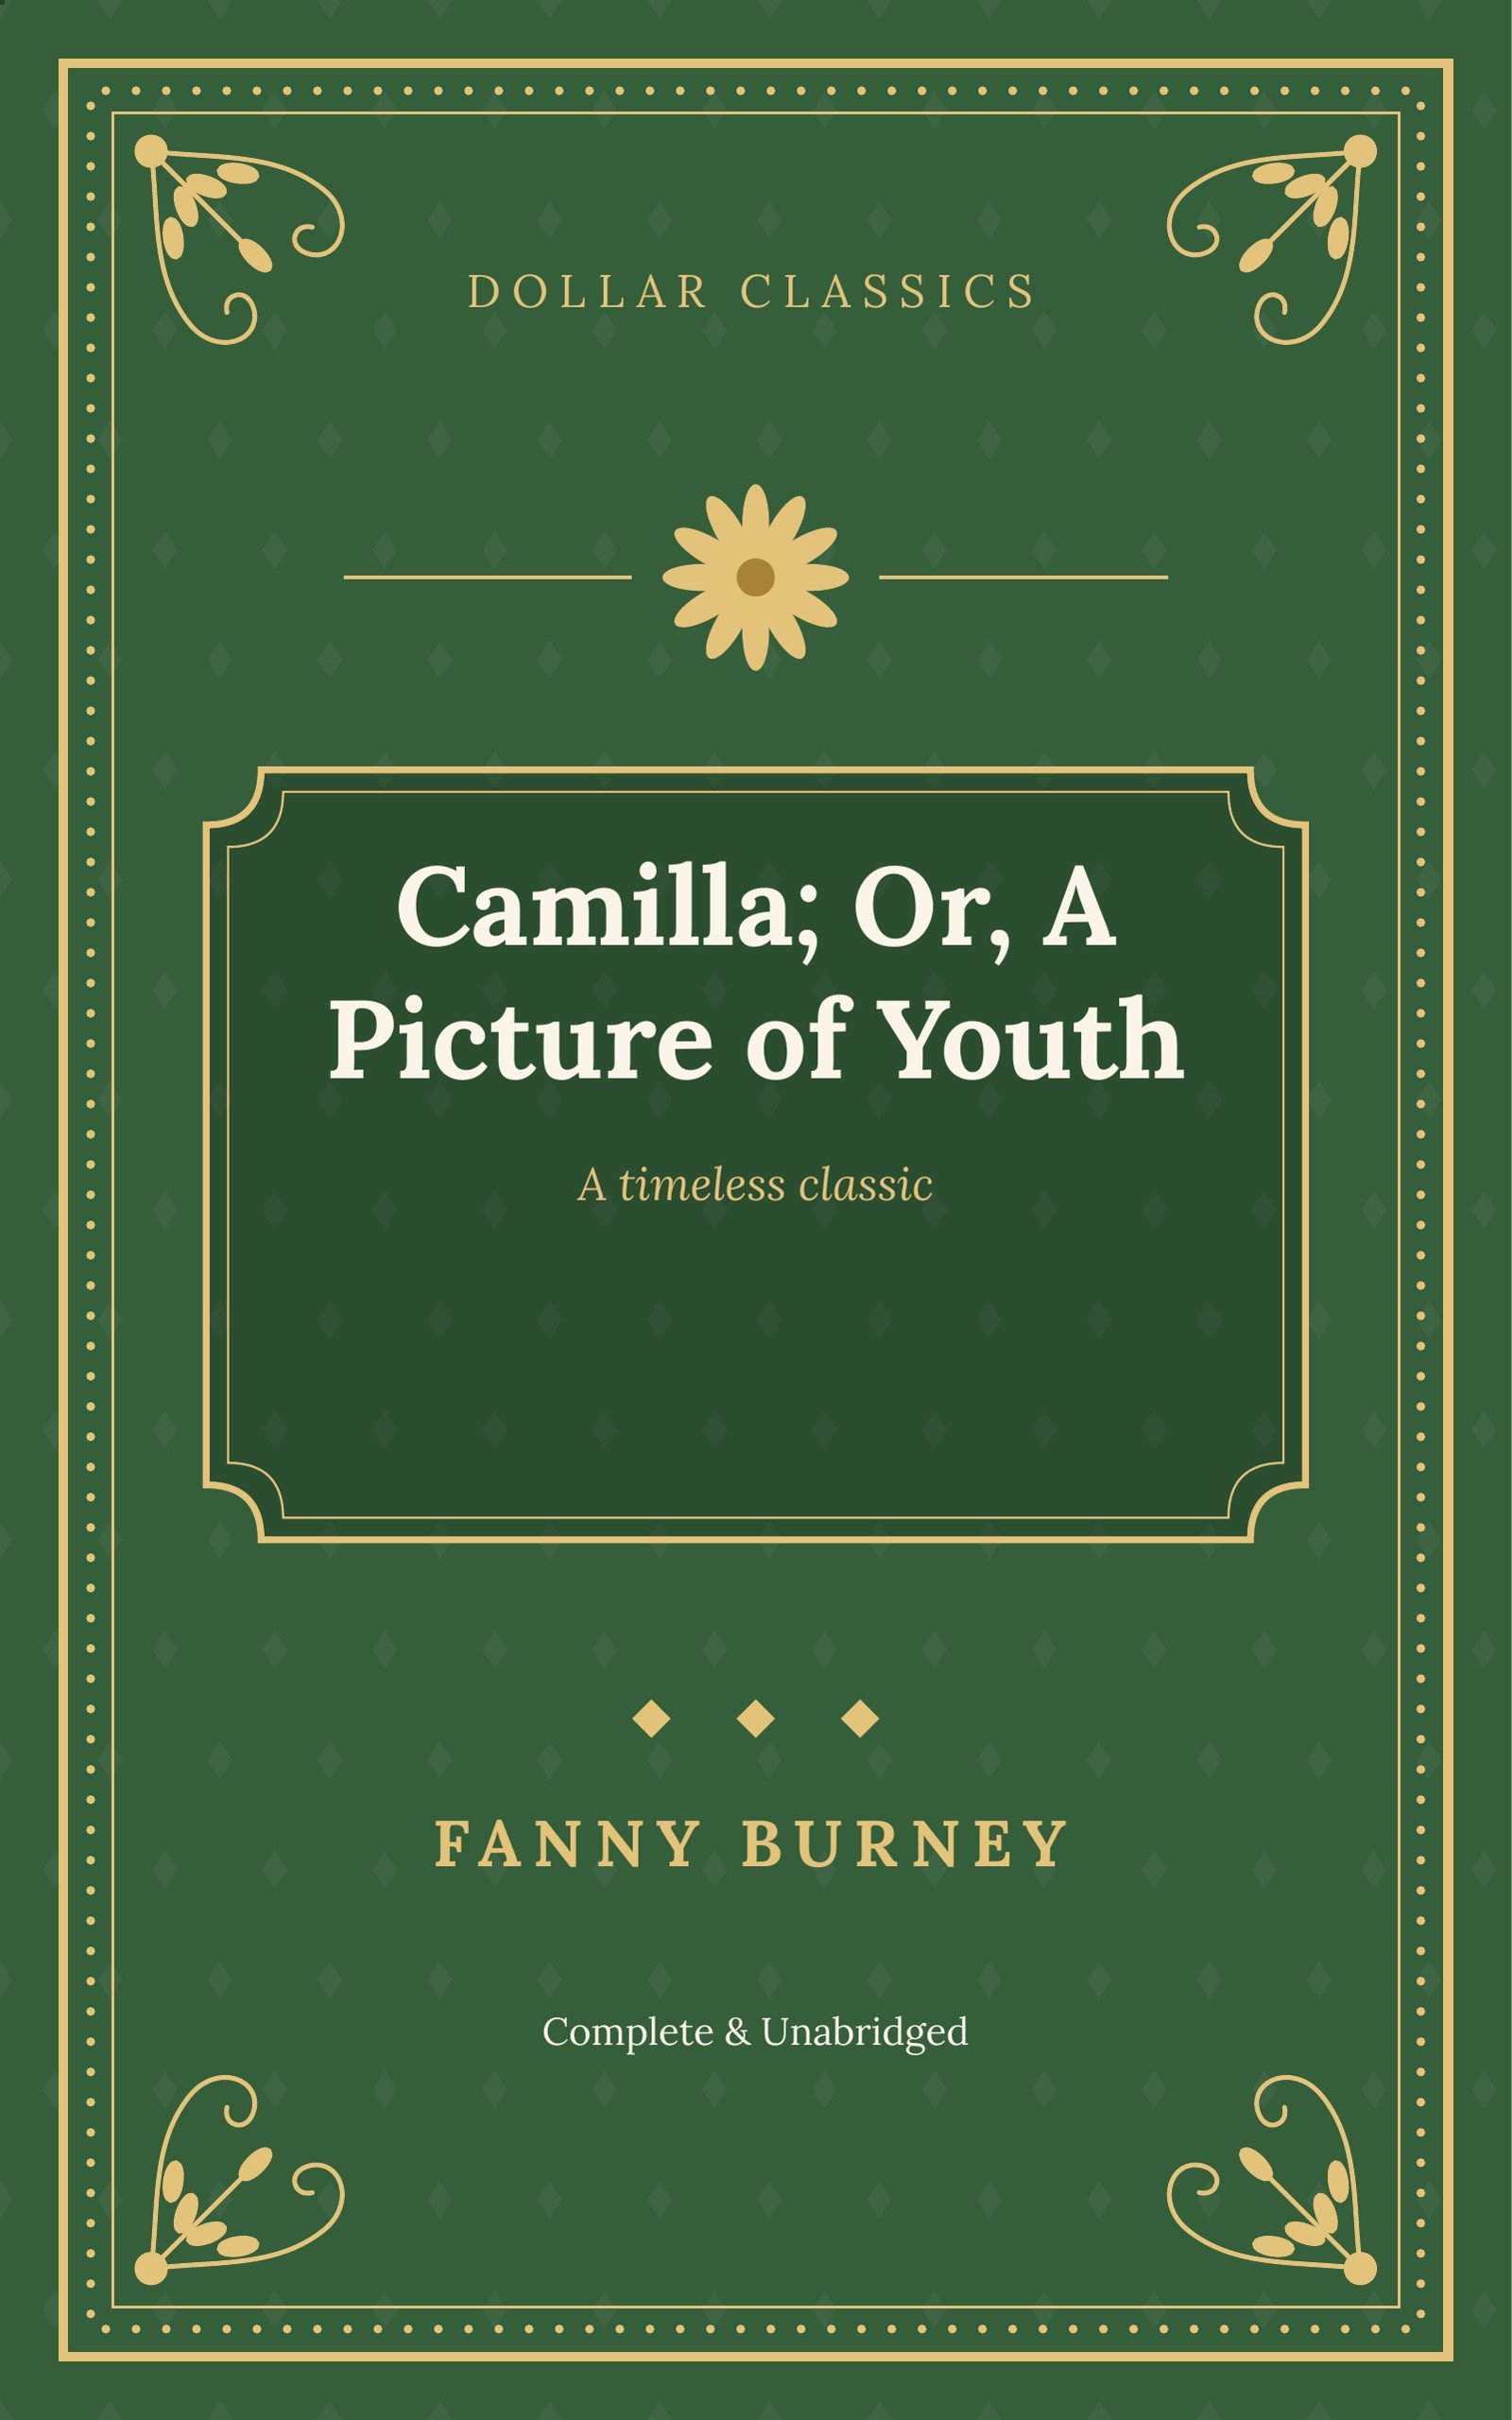 DOLLAR CLASSICS
Camilla; Or, A
Picture of Youth
A timeless classic
FANNY BURNEY
Complete & Unabridged